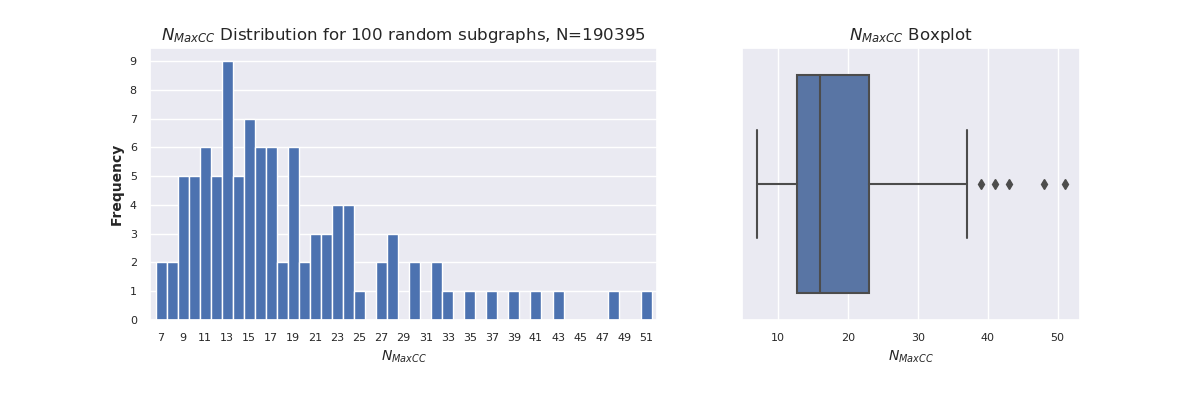 N_MaxCC Distribution for 100 random subgraphs, N=190395
Frequency
9
8
7
6
5
4
3
2
1
0
7 9 11 13 15 17 19 21 23 25 27 29 31 33 35 37 39 41 43 45 47 49 51
N_MaxCC
N_MaxCC Boxplot
10 20 30 40 50
N_MaxCC